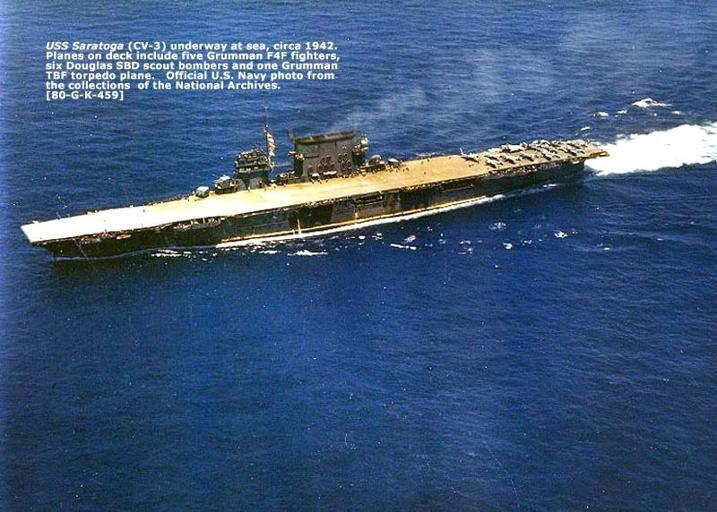 USS Saratoga (CV-3) underway at sea, circa 1942.
Planes on deck include five Grumman F4F fighters,
six Douglas SBD scout bombers and one Grumman
TBF torpedo plane. Official U.S. Navy photo from
the collections of the National Archives.
[80-G-K-459]